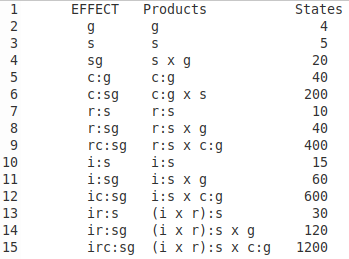 1 EFFECT Products States
2 g g 4
3 s s 5
4 sg s x g 20
5 c:g c:g 40
6 c:sg c:g x s 200
7 r:s r:s 10
8 r:sg r:s x g 40
9 rc:sg r:s x c:g 400
10 i:s i:s 15
11 i:sg i:s x g 60
12 ic:sg i:s x c:g 600
13 ir:s (i x r):s 30
14 ir:sg (i x r):s x g 120
15 irc:sg (i x r):s x c:g 1200